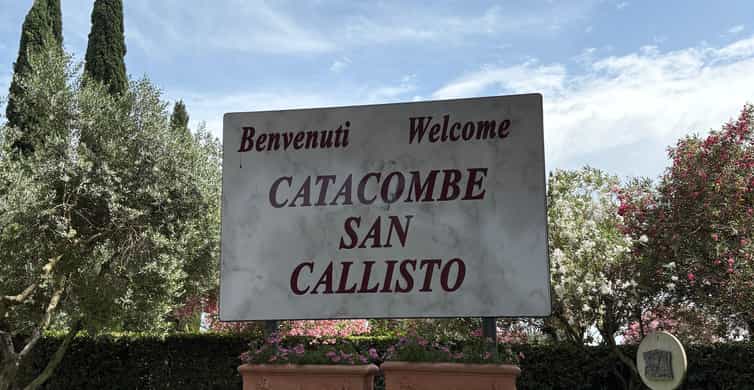 Benvenuti Welcome
CATACOMBE
SAN
CALLISTO